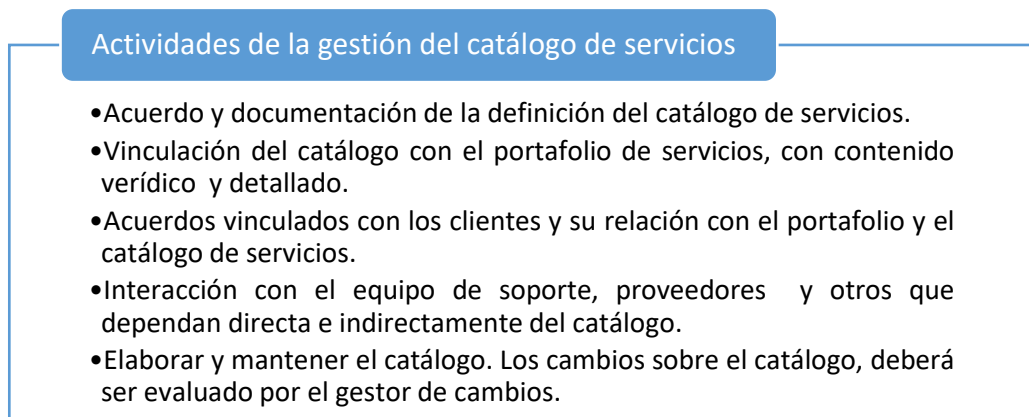 Actividades de la gestión del catálogo de servicios
•Acuerdo y documentación de la definición del catálogo de servicios.
•Vinculación del catálogo con el portafolio de servicios, con contenido
verídico y detallado.
•Acuerdos vinculados con los clientes y su relación con el portafolio y el
catálogo de servicios.
•Interacción con el equipo de soporte, proveedores y otros que
dependan directa e indirectamente del catálogo.
•Elaborar y mantener el catálogo. Los cambios sobre el catálogo, deberá
ser evaluado por el gestor de cambios.